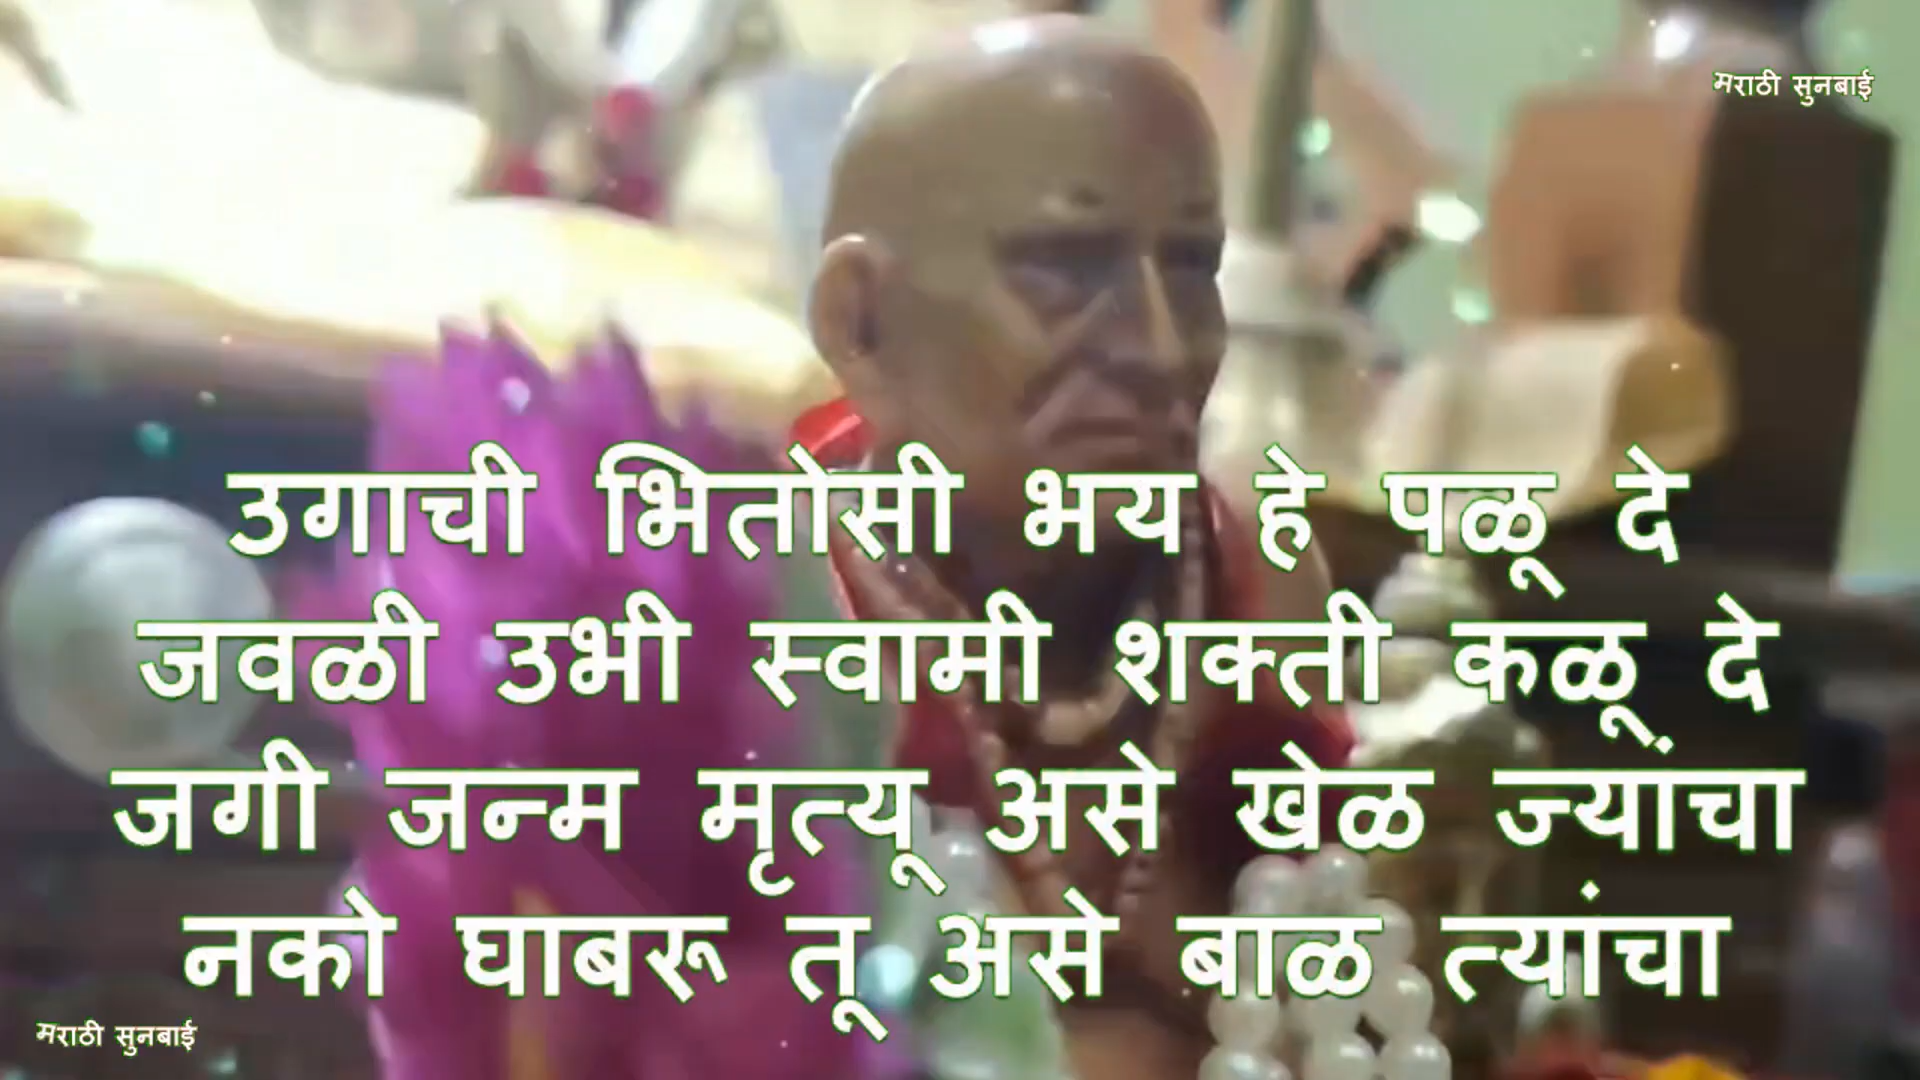 मराठी सुनबाई
उगाची भितोसी भय हे पळू दे
जवळी उभी स्वामी शक्ती कळू दे
जगी जन्म मृत्यू असे खेळ ज्यांचा
नको घाबरू तू असे बाळ त्यांचा
मराठी सुनबाई